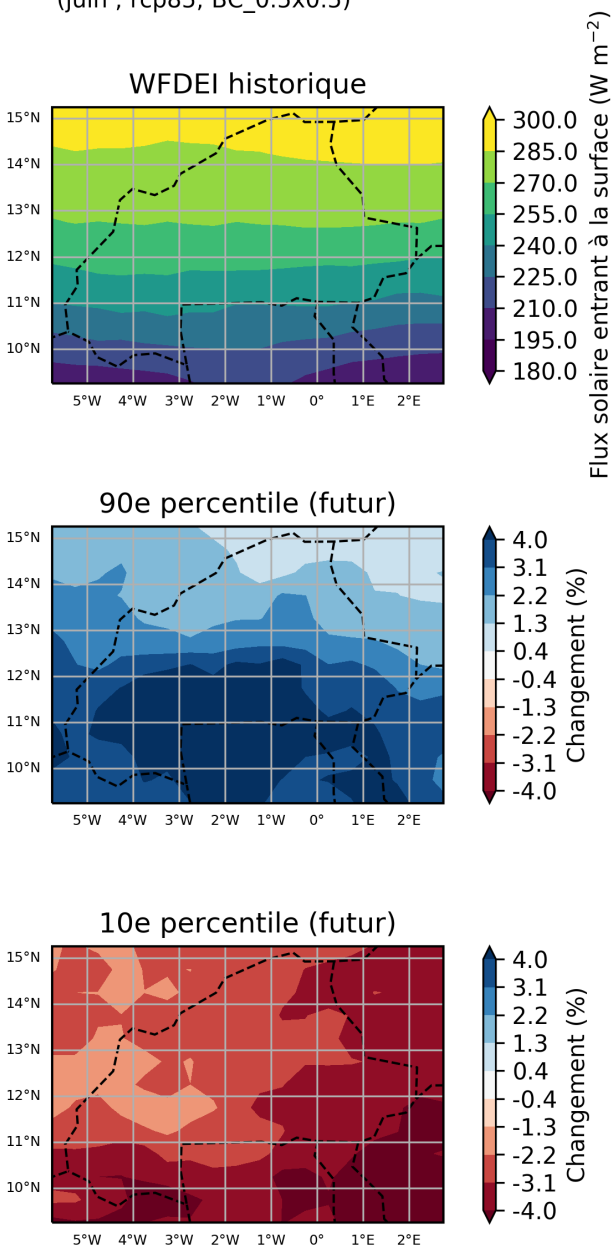 (juin , rcp85, BC_0.5x0.5)
WFDEI historique
15°N
14°N
13°N
12°N
11°N
10°N
5°W 4°W 3°W 2°W 1°W 0° 1°E 2°E
300.0
285.0
270.0
255.0
240.0
225.0
210.0
195.0
180.0
Flux solaire entrant à la surface (W m−2)
90e percentile (futur)
15°N
14°N
13°N
12°N
11°N
10°N
5°W 4°W 3°W 2°W 1°W 0° 1°E 2°E
4.0
3.1
2.2
1.3
0.4
-0.4
-1.3
-2.2
-3.1
-4.0
Changement (%)
10e percentile (futur)
15°N
14°N
13°N
12°N
11°N
10°N
5°W 4°W 3°W 2°W 1°W 0° 1°E 2°E
4.0
3.1
2.2
1.3
0.4
-0.4
-1.3
-2.2
-3.1
-4.0
Changement (%)